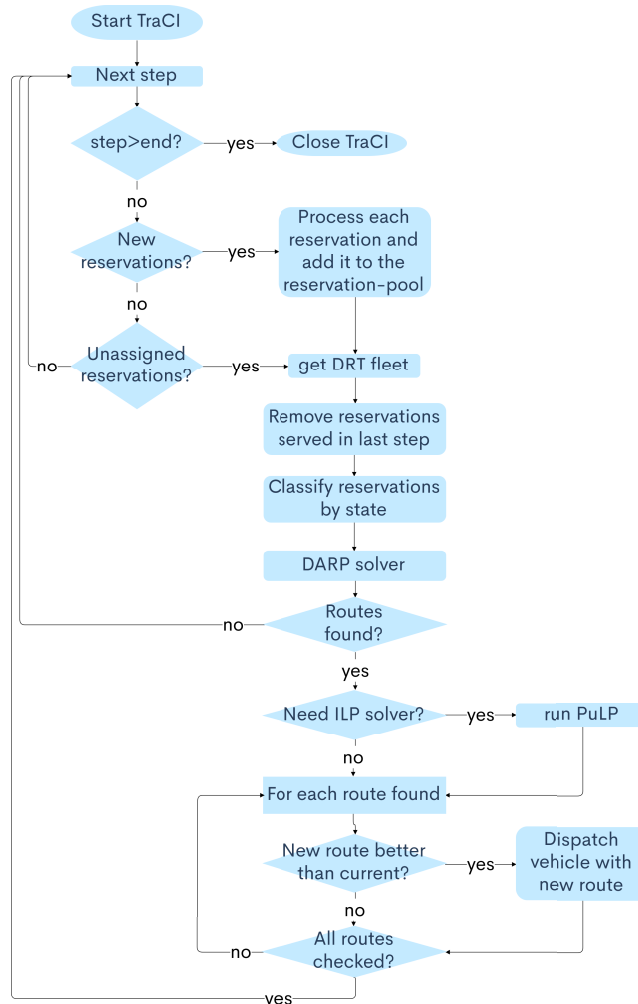 Start TraCI
Next step
step>end?
yes
Close TraCI
no
New
reservations?
yes
Process each
reservation and
add it to the
reservation-pool
no
Unassigned
reservations?
no
yes
get DRT fleet
Remove reservations
served in last step
Classify reservations
by state
DARP solver
Routes
found?
no
yes
Need ILP solver?
yes
run PuLP
no
For each route found
New route better
than current?
yes
Dispatch
vehicle with
new route
no
All routes
checked?
no
yes